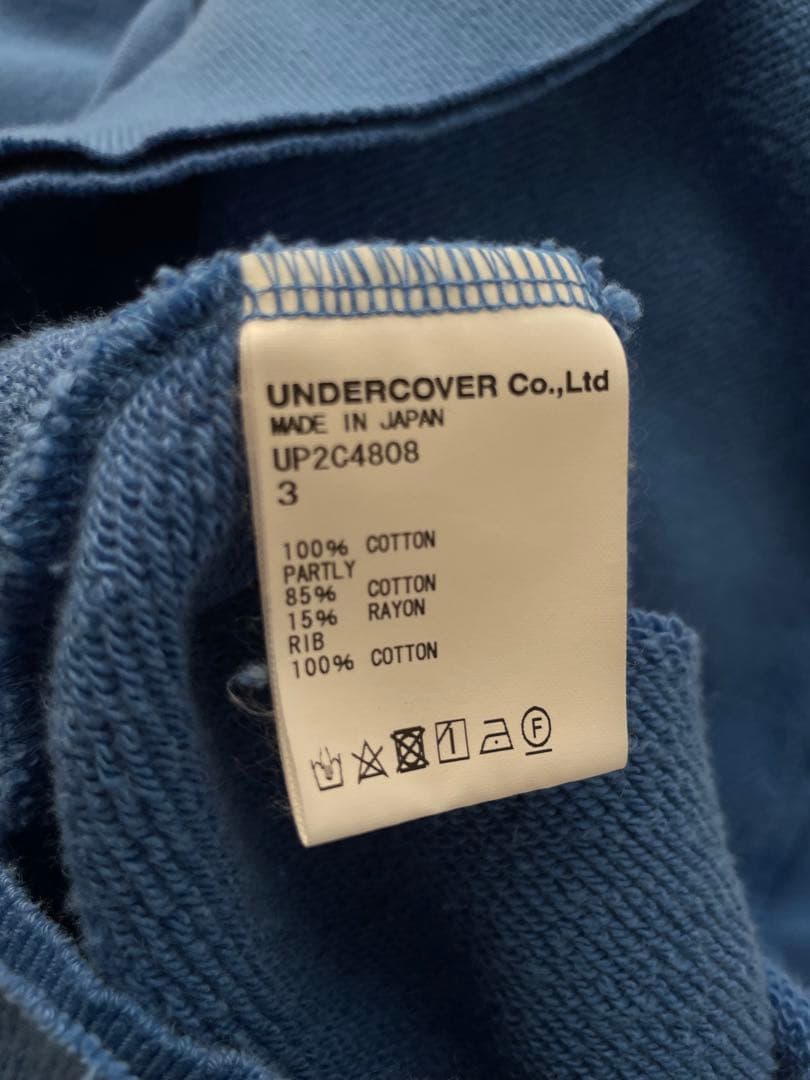 UNDERCOVER Co.,Ltd
MADE IN JAPAN
UP2C4808
3
100% COTTON
PARTLY
85% COTTON
15% RAYON
RIB
100% COTTON
F